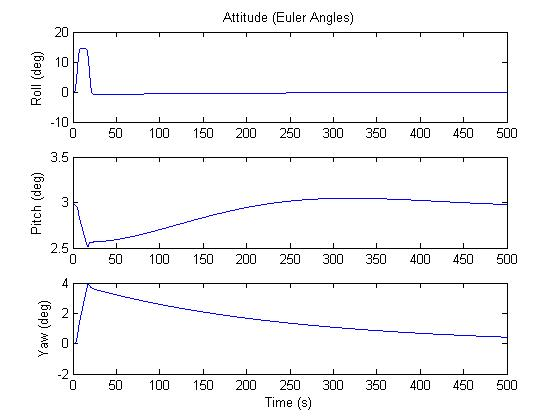 Attitude (Euler Angles)
Roll (deg)
20
10
0
-10
0 50 100 150 200 250 300 350 400 450 500
Pitch (deg)
3.5
3
2.5
0 50 100 150 200 250 300 350 400 450 500
Yaw (deg)
4
2
0
-2
0 50 100 150 200 250 300 350 400 450 500
Time (s)